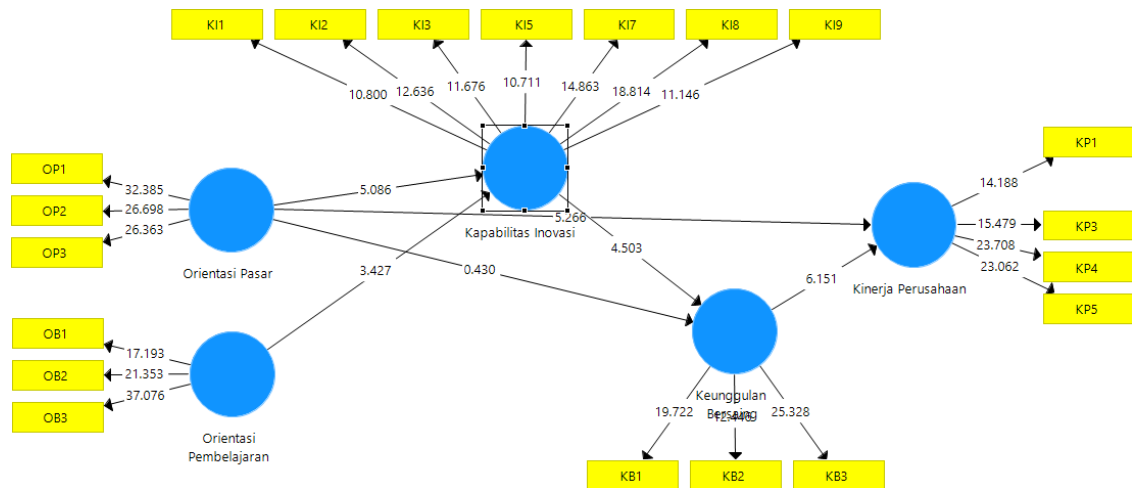 KI1 KI2 KI3 KI5 KI7 KI8 KI9
10.800 12.636 11.676 10.711 14.863 18.814 11.146
OP1
OP2
OP3
32.385
26.698
26.363
Orientasi Pasar
5.086
5.266
Kapabilitas Inovasi
3.427
0.430
4.503
6.151
KP1
KP3
KP4
KP5
14.188
15.479
23.708
23.062
Kinerja Perusahaan
OB1
OB2
OB3
17.193
21.353
37.076
Orientasi
Pembelajaran
Keunggulan
Bersaing
19.722 12.446 25.328
KB1 KB2 KB3